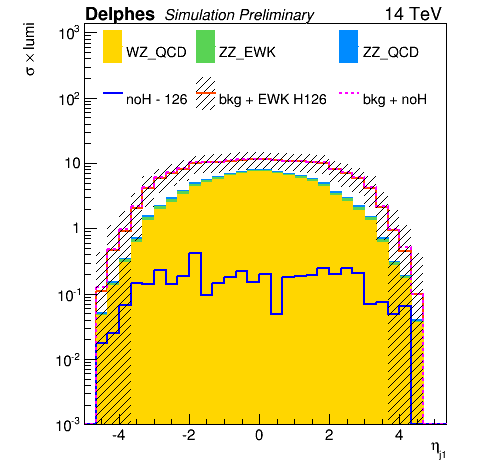 Delphes Simulation Preliminary 14 TeV
σ × lumi
WZ_QCD ZZ_EWK ZZ_QCD
noH - 126 bkg + EWK H126 bkg + noH
10³
10²
10
1
10⁻¹
10⁻²
10⁻³
-4 -2 0 2 4
η_j1